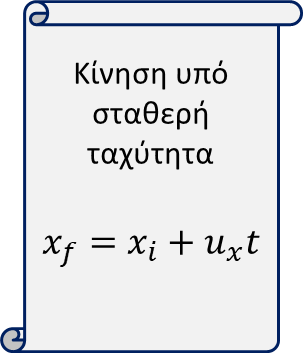 Κίνηση υπό
σταθερή
ταχύτητα
x_f = x_i + u_x t